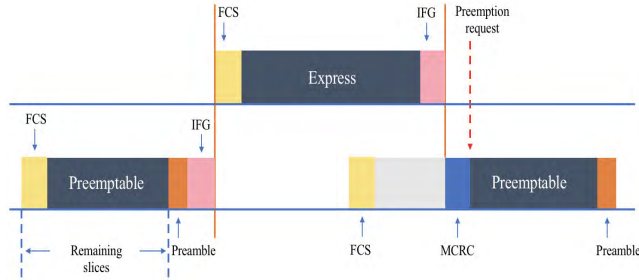 FCS
IFG
Preemption
request
Express
FCS
IFG
Preemptable
Preemptable
Remaining
slices
Preamble
FCS
MCRC
Preamble